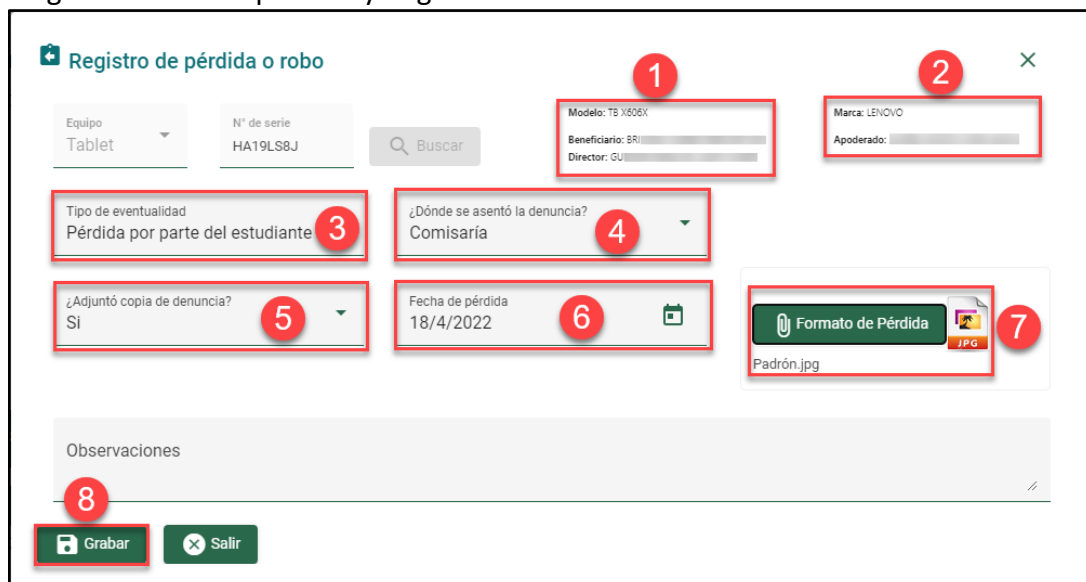 Registro de pérdida o robo
1
2
Equipo
Tablet
N° de serie
HA19LS8J
Buscar
Modelo: TB X606X
Beneficiario: BRI
Director: GU
Marca: LENOVO
Apoderado:
Tipo de eventualidad
Pérdida por parte del estudiante
3
¿Dónde se asentó la denuncia?
Comisaría
4
¿Adjuntó copia de denuncia?
Si
5
Fecha de pérdida
18/4/2022
6
Formato de Pérdida
JPG
7
Padrón.jpg
Observaciones
8
Grabar
Salir